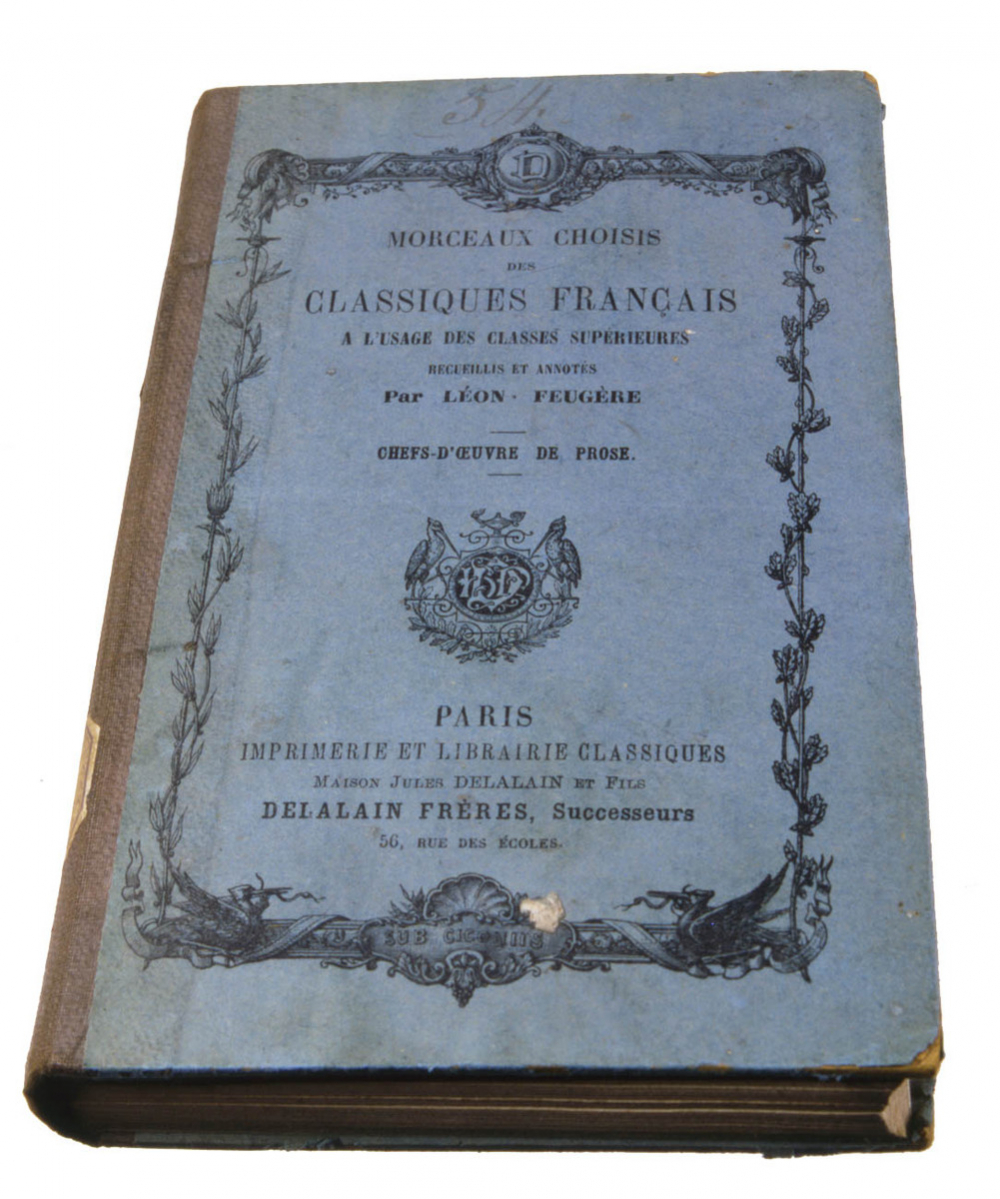 54
D
MORCEAUX CHOISIS
DES
CLASSIQUES FRANÇAIS
A L'USAGE DES CLASSES SUPÉRIEURES
RECUEILLIS ET ANNOTÉS
Par LÉON FEUGÈRE
CHEFS-D'ŒUVRE DE PROSE.
PARIS
IMPRIMERIE ET LIBRAIRIE CLASSIQUES
MAISON JULES DELALAIN ET FILS
DELALAIN FRÈRES, Successeurs
56, RUE DES ÉCOLES.
SUB CICONIIS